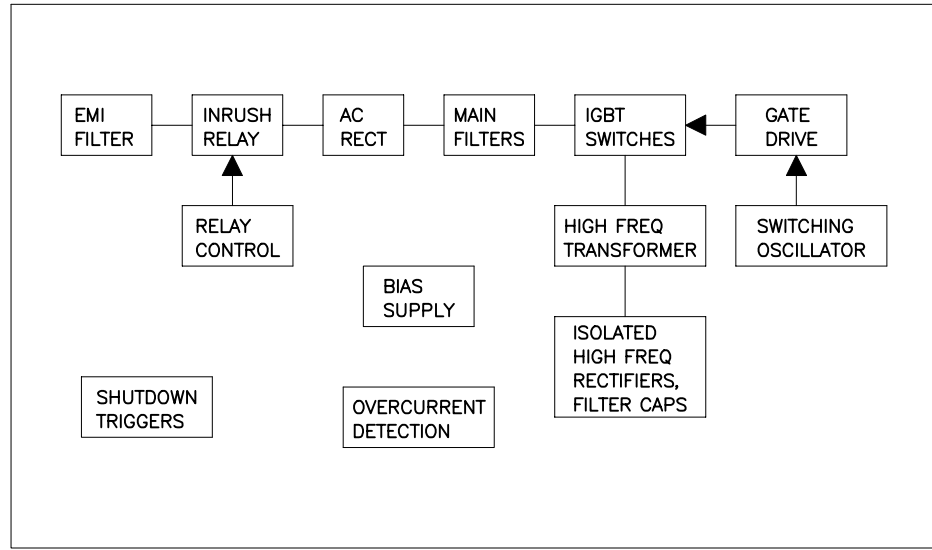 EMI
FILTER
INRUSH
RELAY
AC
RECT
MAIN
FILTERS
IGBT
SWITCHES
GATE
DRIVE
RELAY
CONTROL
HIGH FREQ
TRANSFORMER
SWITCHING
OSCILLATOR
BIAS
SUPPLY
ISOLATED
HIGH FREQ
RECTIFIERS,
FILTER CAPS
SHUTDOWN
TRIGGERS
OVERCURRENT
DETECTION